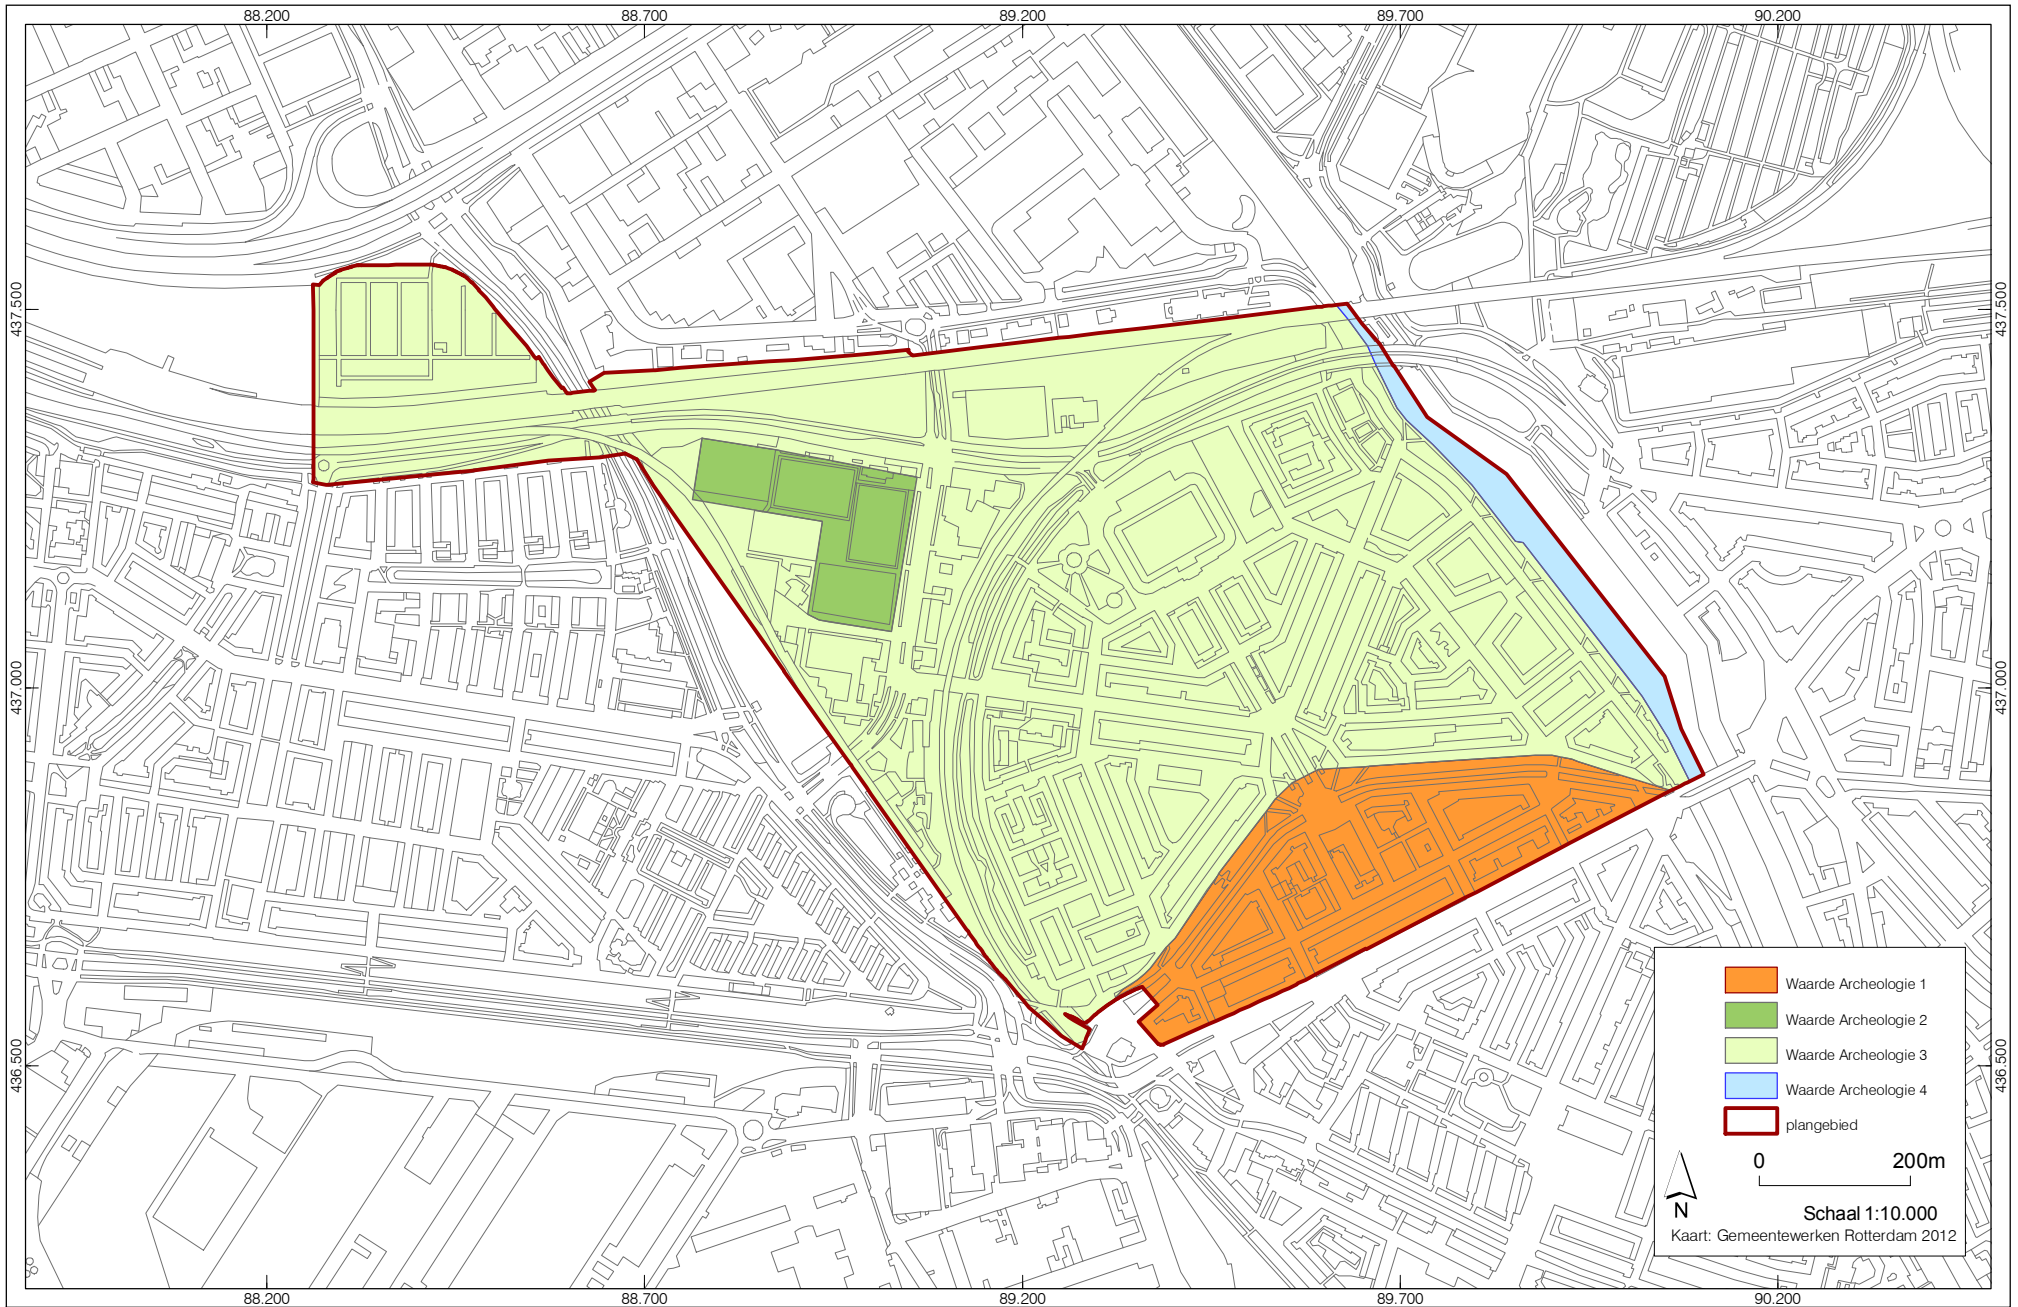 88.200 88.700 89.200 89.700 90.200
437.500 437.500
437.000 437.000
436.500 436.500
Waarde Archeologie 1
Waarde Archeologie 2
Waarde Archeologie 3
Waarde Archeologie 4
plangebied
0 200m
N
Schaal 1:10.000
Kaart: Gemeentewerken Rotterdam 2012
88.200 88.700 89.200 89.700 90.200